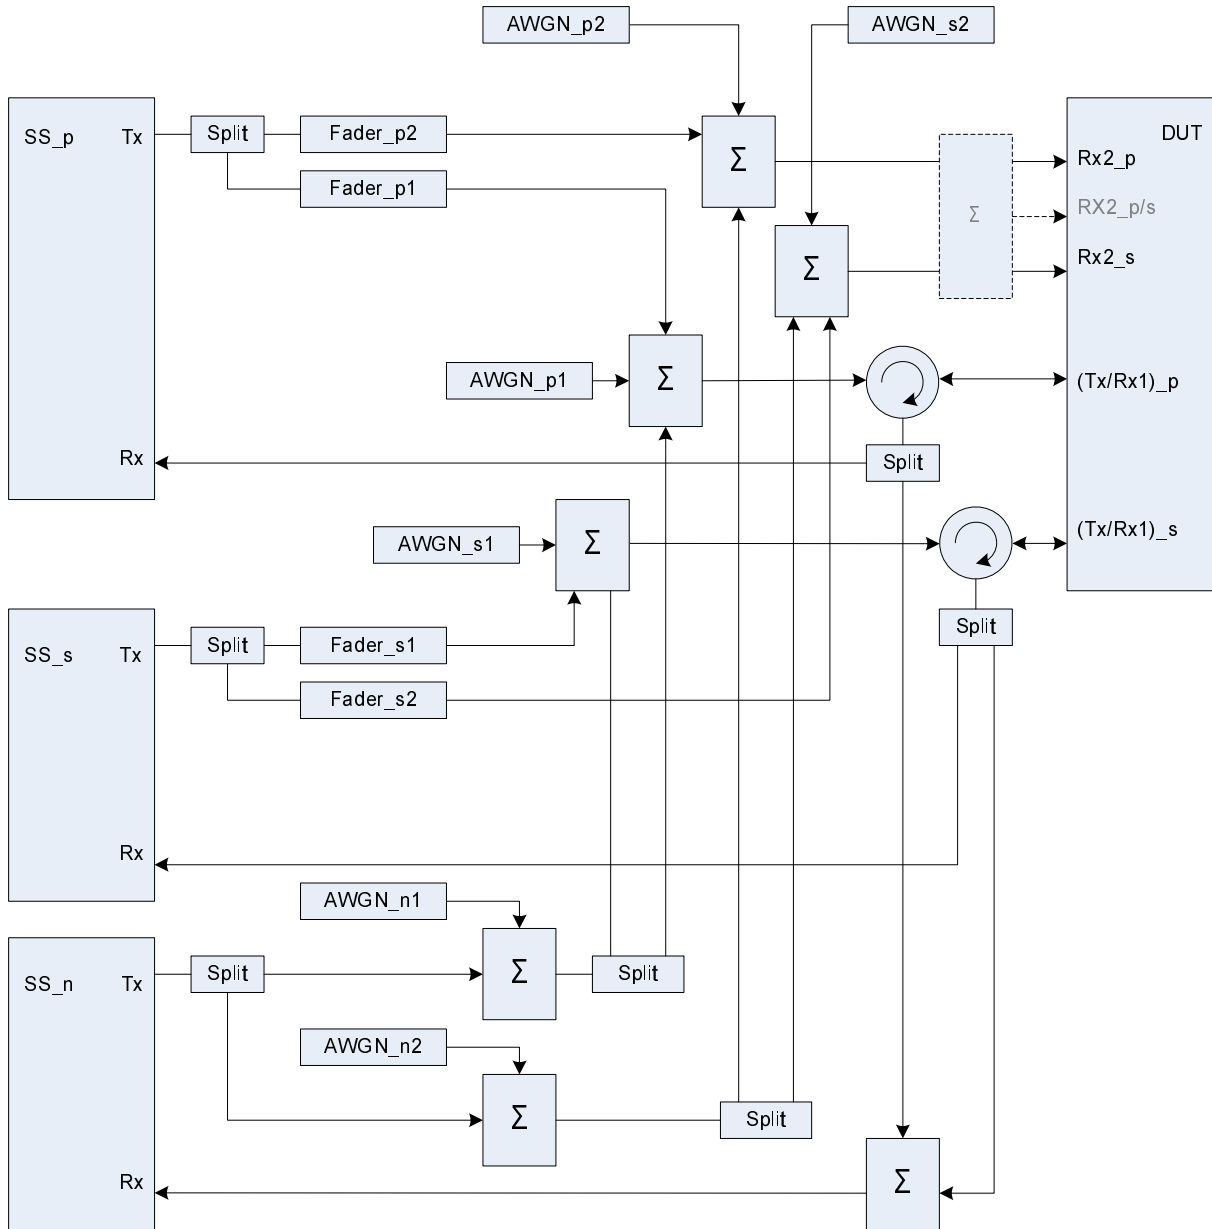 AWGN_p2
AWGN_s2
SS_p
Tx
Split
Fader_p2
Fader_p1
Σ
DUT
Rx2_p
RX2_p/s
Rx2_s
Σ
Σ
AWGN_p1
Σ
(Tx/Rx1)_p
Rx
Split
AWGN_s1
Σ
(Tx/Rx1)_s
SS_s
Tx
Split
Fader_s1
Fader_s2
Split
Rx
AWGN_n1
SS_n
Tx
Split
Σ
Split
AWGN_n2
Σ
Split
Rx
Σ